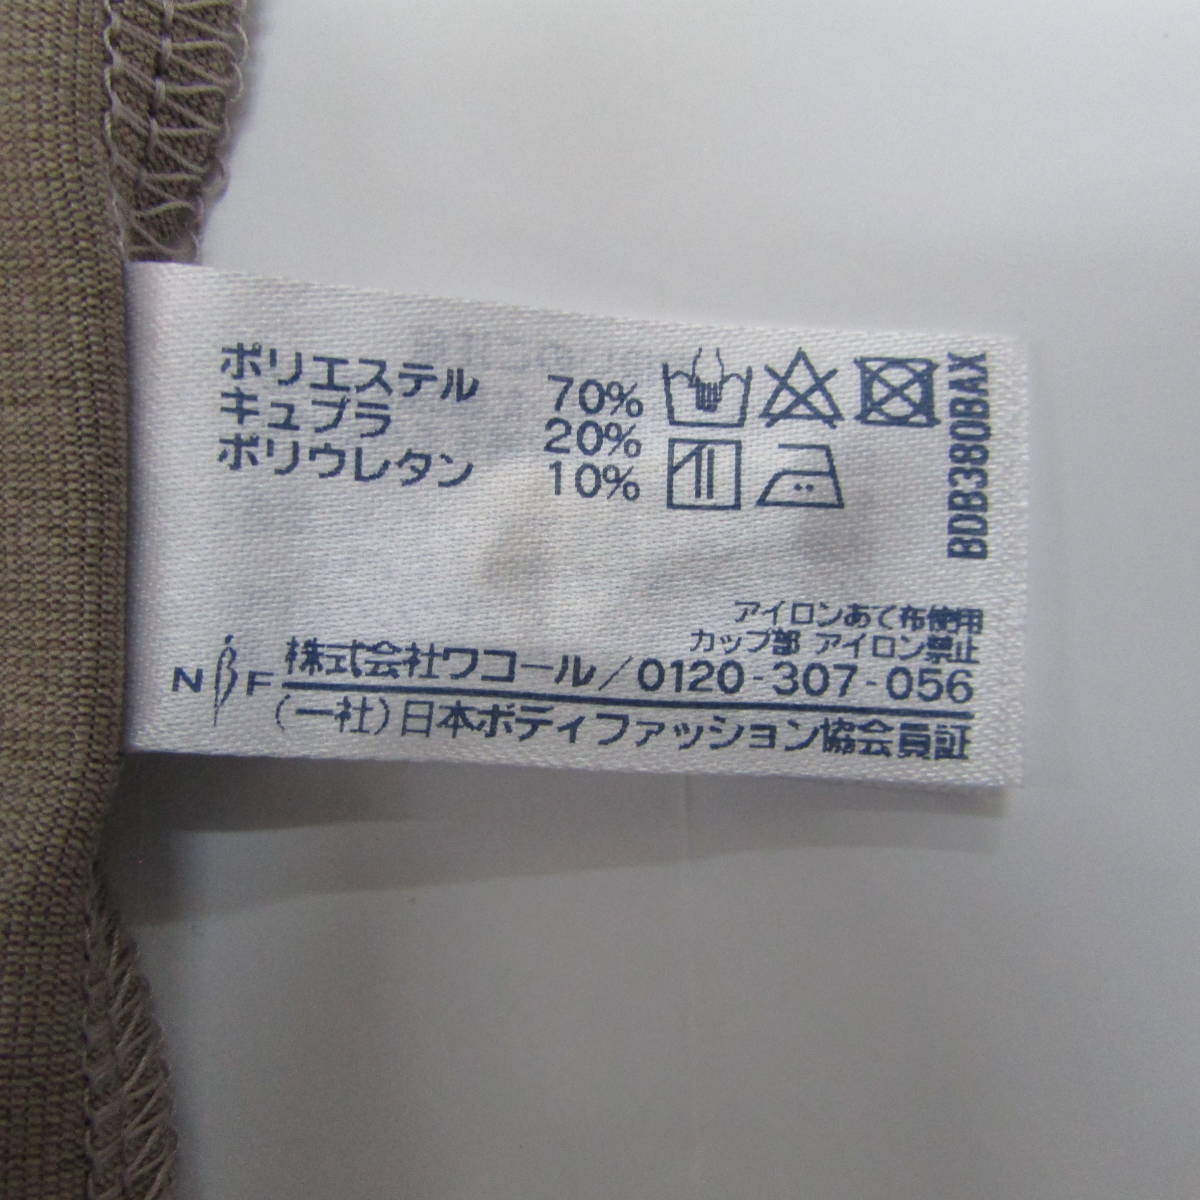 ポリエステル 70%
キュプラ 20%
ポリウレタン 10%
BDB380BAX
アイロンあて布使用
カップ部 アイロン禁止
NBF 株式会社ワコール/0120-307-056
(一社)日本ボディファッション協会員証